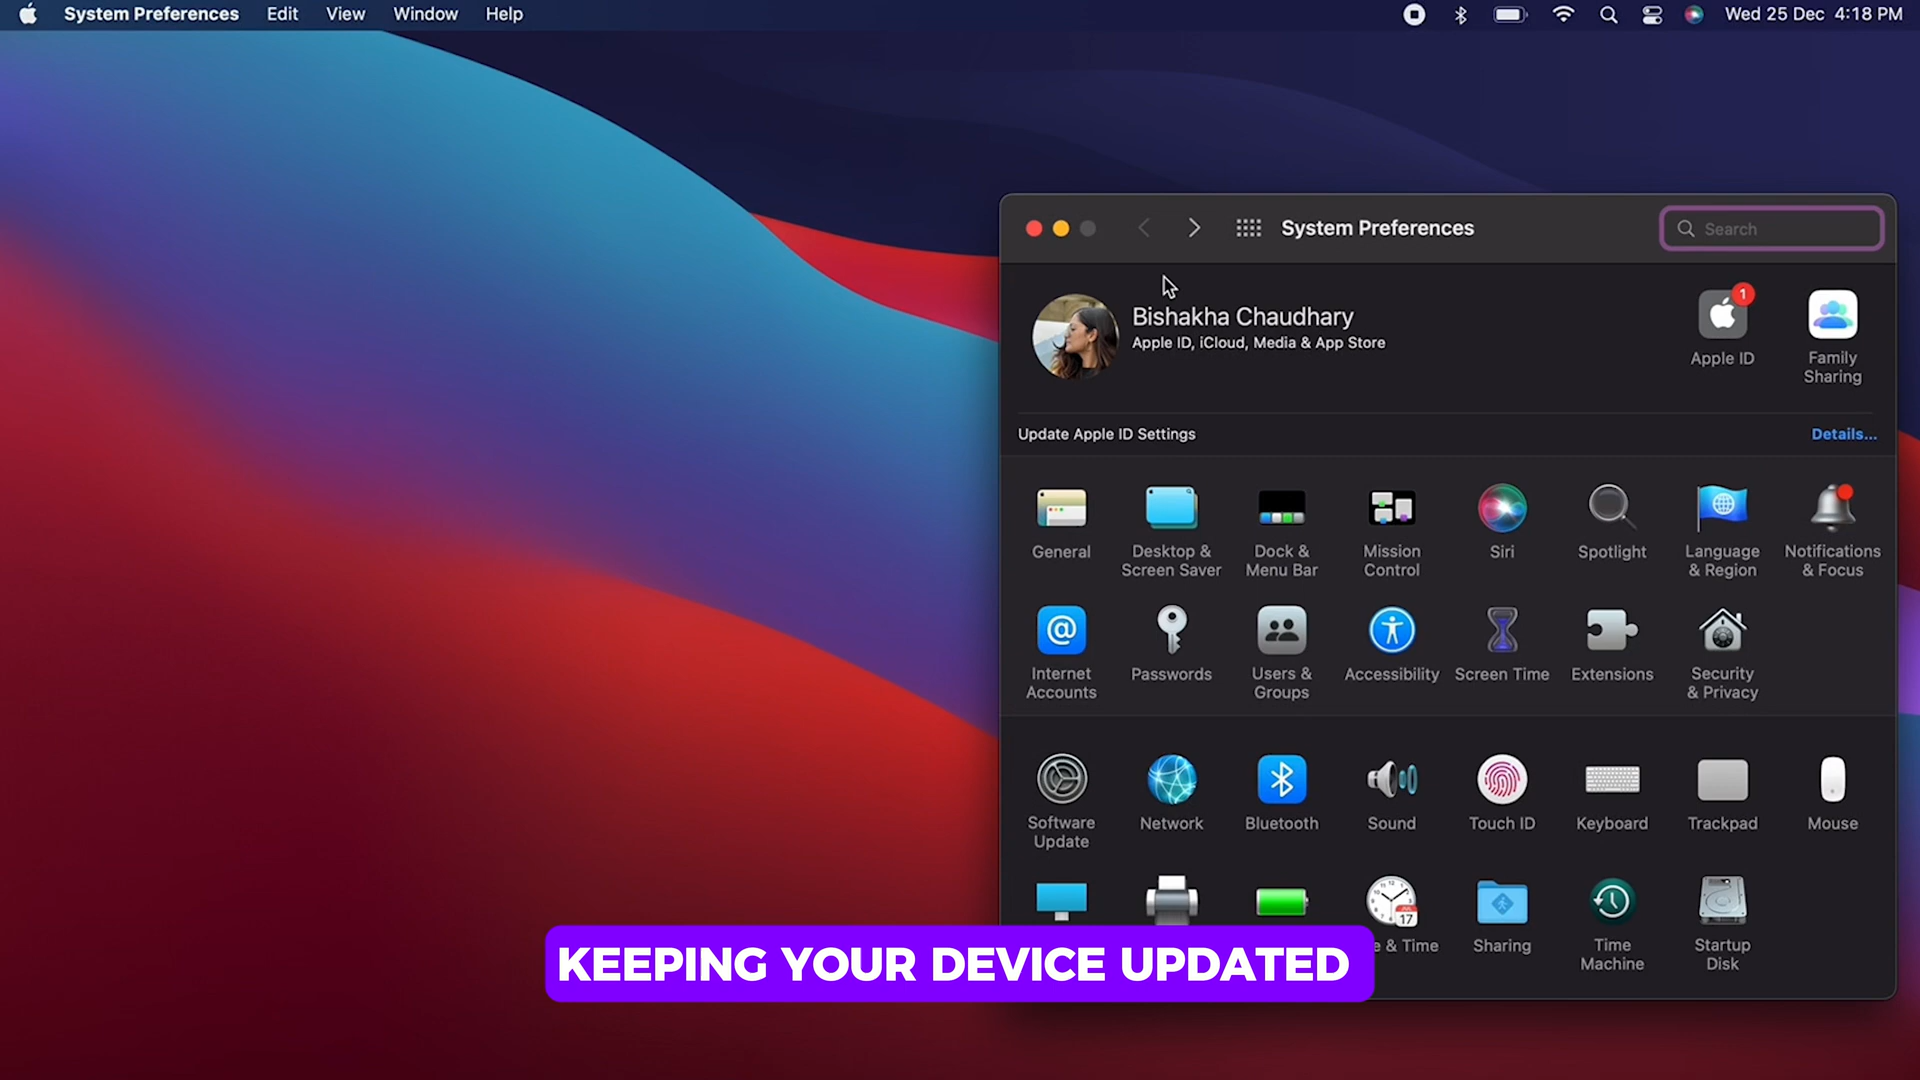 System Preferences Edit View Window Help Wed 25 Dec 4:18 PM
System Preferences Search
Bishakha Chaudhary
Apple ID, iCloud, Media & App Store
1
Apple ID
Family
Sharing
Update Apple ID Settings Details...
General
Desktop &
Screen Saver
Dock &
Menu Bar
Mission
Control
Siri
Spotlight
Language
& Region
Notifications
& Focus
Internet
Accounts
Passwords
Users &
Groups
Accessibility
Screen Time
Extensions
Security
& Privacy
Software
Update
Network
Bluetooth
Sound
Touch ID
Keyboard
Trackpad
Mouse
17
e & Time
Sharing
Time
Machine
Startup
Disk
KEEPING YOUR DEVICE UPDATED